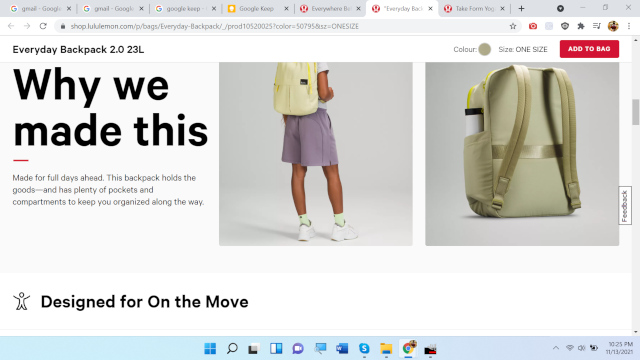 gmail - Google
gmail - Google
google keep -
Google Keep
Everywhere B
"Everyday Bac
Take Form Yog
shop.lululemon.com/p/bags/Everyday-Backpack/_/prod10520025?color=50795&sz=ONESIZE
Everyday Backpack 2.0 23L
Colour:
Size: ONE SIZE
ADD TO BAG
Why we
made this
Made for full days ahead. This backpack holds the
goods—and has plenty of pockets and
compartments to keep you organized along the way.
Feedback
Designed for On the Move
10:25 PM
11/13/2021